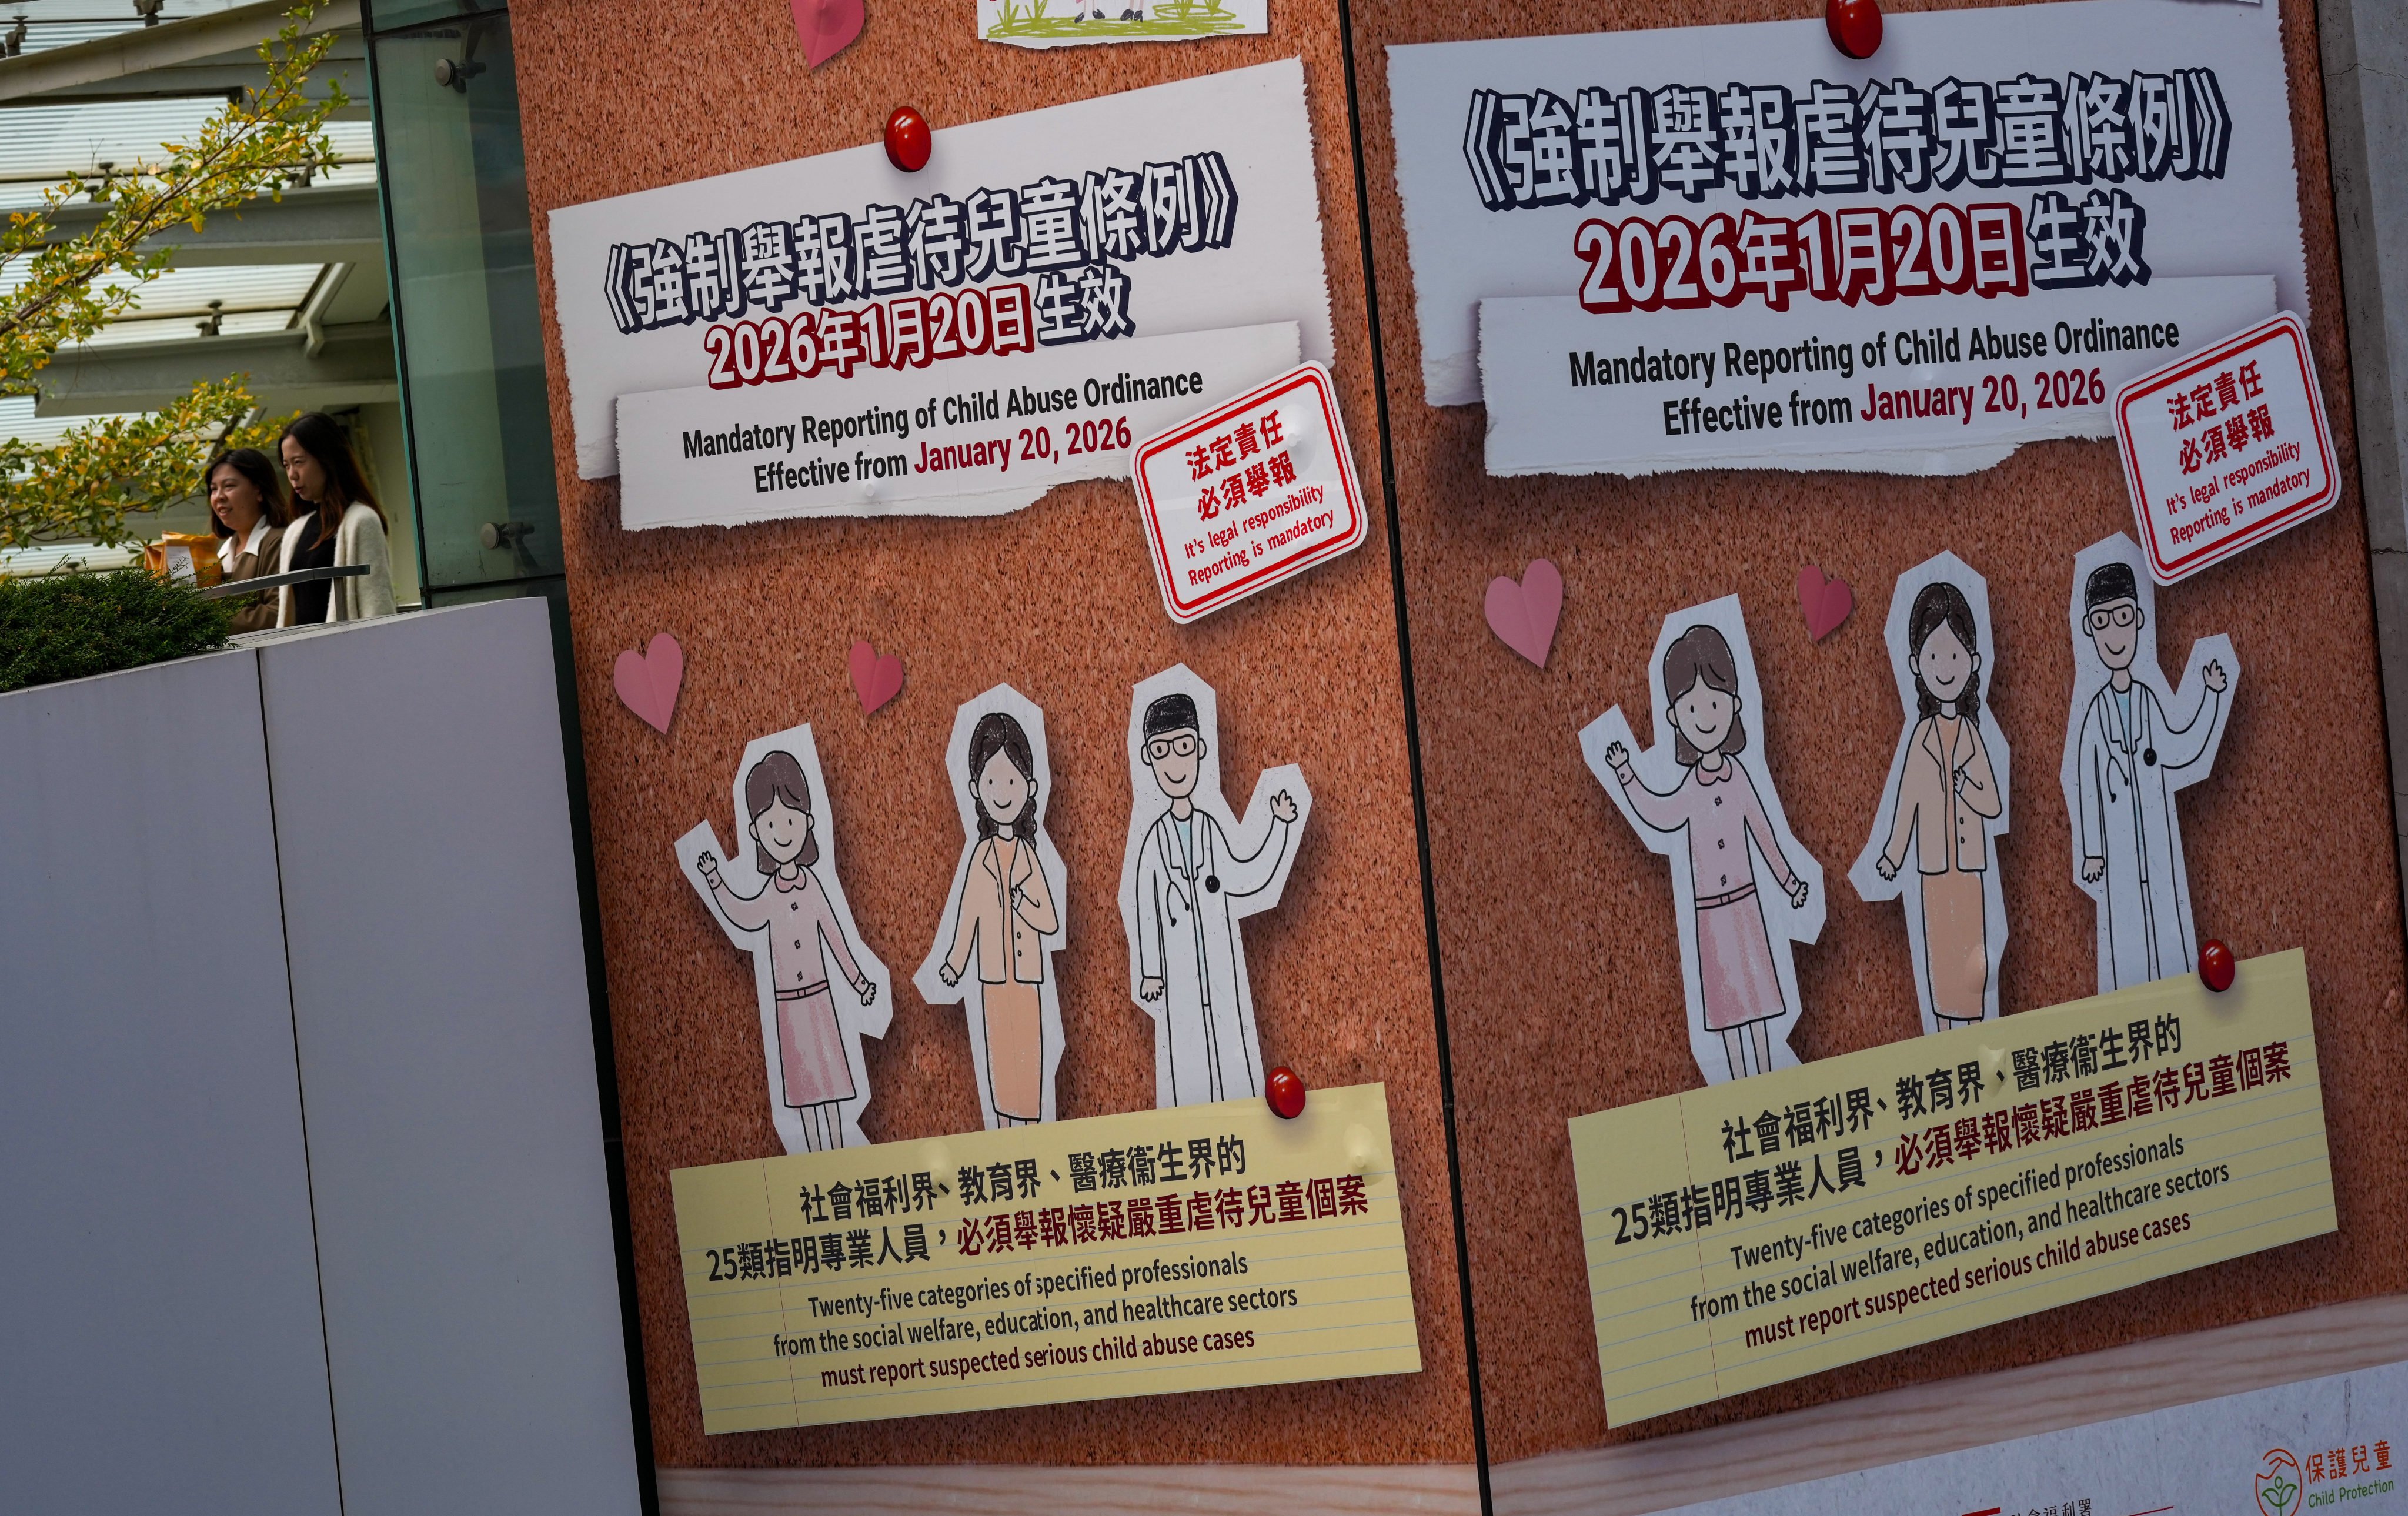 《強制舉報虐待兒童條例》
2026年1月20日生效
Mandatory Reporting of Child Abuse Ordinance
Effective from January 20, 2026
法定責任
必須舉報
It's legal responsibility
Reporting is mandatory
社會福利界、教育界、醫療衞生界的
25類指明專業人員，必須舉報懷疑嚴重虐待兒童個案
Twenty-five categories of specified professionals
from the social welfare, education, and healthcare sectors
must report suspected serious child abuse cases
《強制舉報虐待兒童條例》
2026年1月20日生效
Mandatory Reporting of Child Abuse Ordinance
Effective from January 20, 2026
法定責任
必須舉報
It's legal responsibility
Reporting is mandatory
社會福利界、教育界、醫療衞生界的
25類指明專業人員，必須舉報懷疑嚴重虐待兒童個案
Twenty-five categories of specified professionals
from the social welfare, education, and healthcare sectors
must report suspected serious child abuse cases
社會福利署
保護兒童
Child Protection